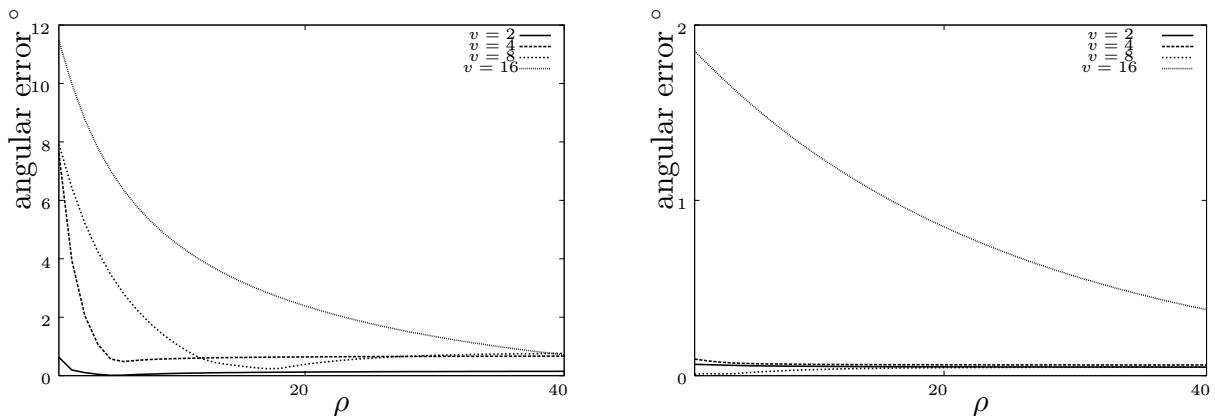 angular error °
12
10
8
6
4
2
0
20
40
ρ
v = 2
v = 4
v = 8
v = 16
angular error °
2
1
0
20
40
ρ
v = 2
v = 4
v = 8
v = 16